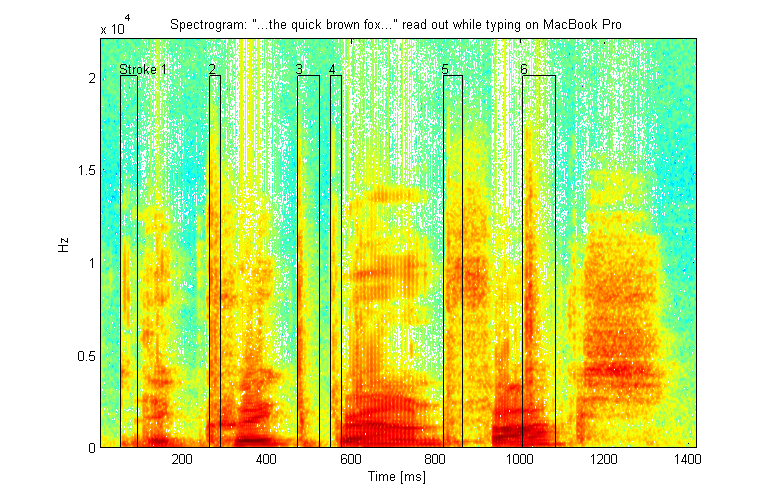 Spectrogram: "...the quick brown fox..." read out while typing on MacBook Pro
x 10^4
Stroke 1 2 3 4 5 6
2
1.5
1
0.5
0
Hz
200 400 600 800 1000 1200 1400
Time [ms]